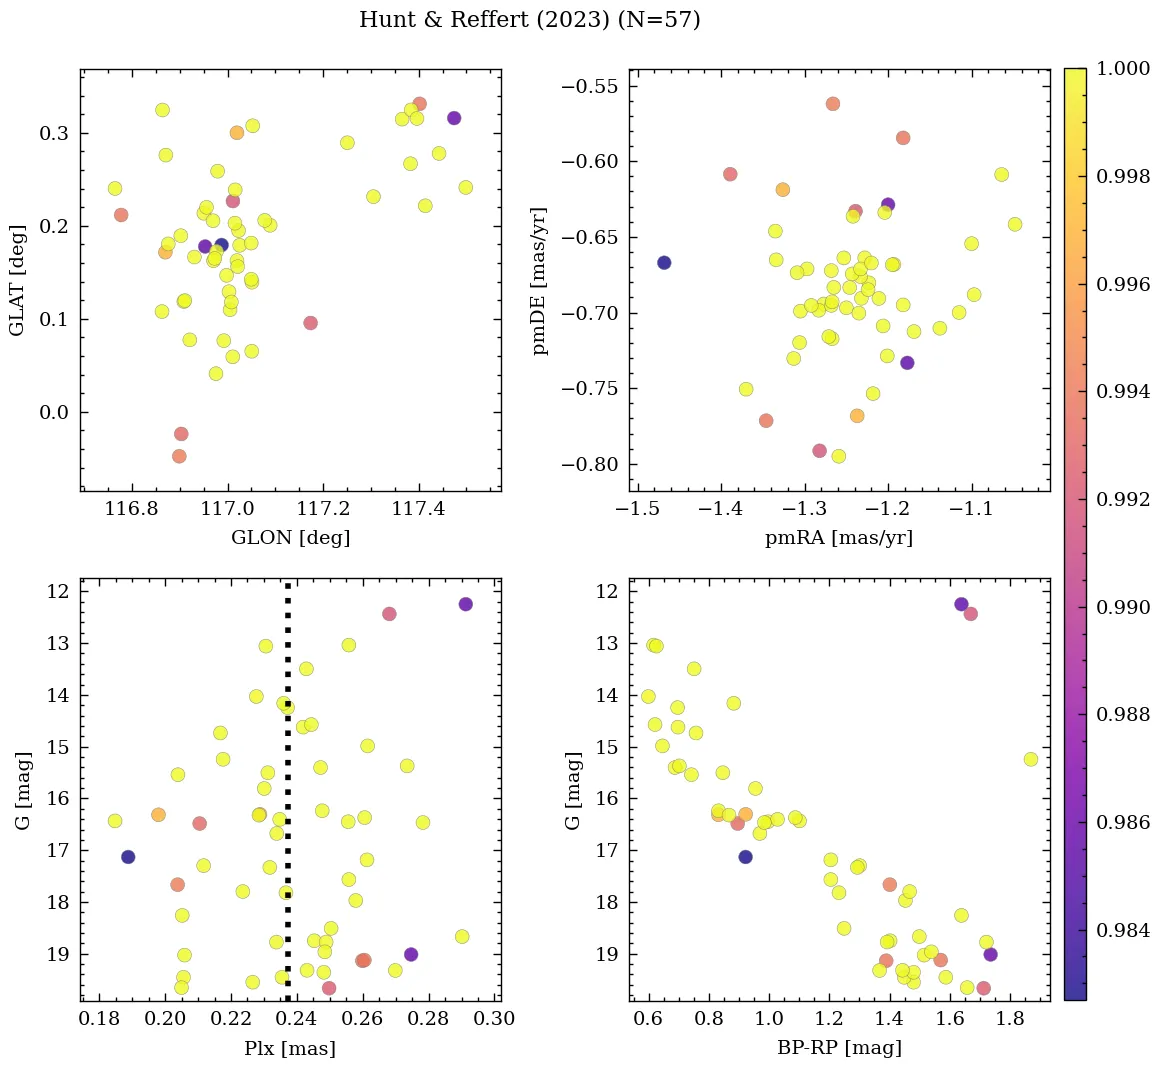 Hunt & Reffert (2023) (N=57)
GLAT [deg]
0.3
0.2
0.1
0.0
116.8 117.0 117.2 117.4
GLON [deg]
pmDE [mas/yr]
−0.55
−0.60
−0.65
−0.70
−0.75
−0.80
−1.5 −1.4 −1.3 −1.2 −1.1
pmRA [mas/yr]
G [mag]
12
13
14
15
16
17
18
19
0.18 0.20 0.22 0.24 0.26 0.28 0.30
Plx [mas]
G [mag]
12
13
14
15
16
17
18
19
0.6 0.8 1.0 1.2 1.4 1.6 1.8
BP-RP [mag]
1.000
0.998
0.996
0.994
0.992
0.990
0.988
0.986
0.984